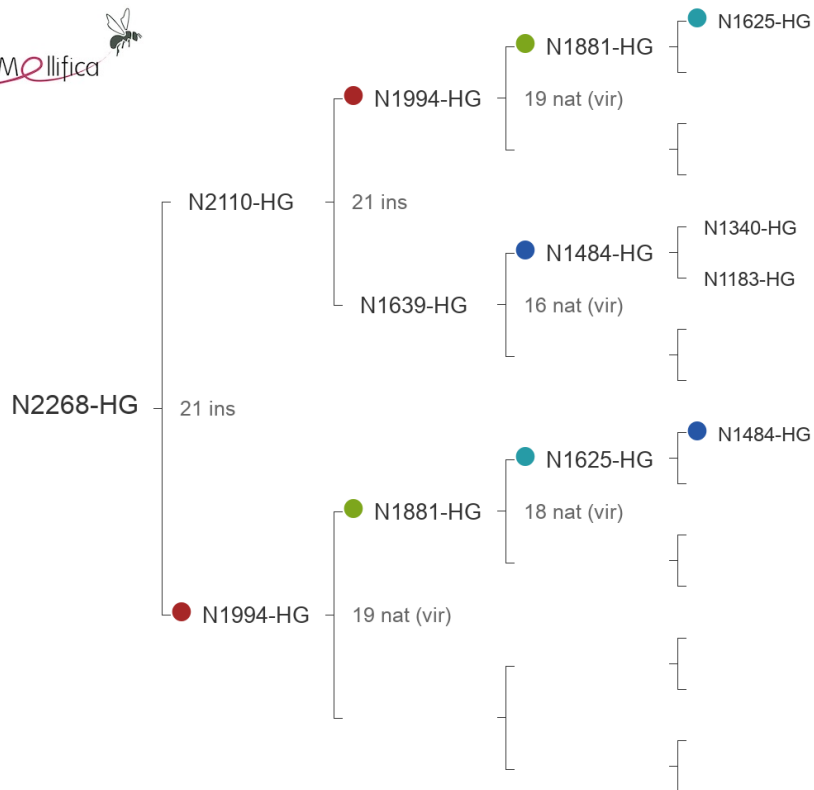 N1625-HG
N1881-HG
Mellifica
N1994-HG
19 nat (vir)
N2110-HG
21 ins
N1340-HG
N1484-HG
N1183-HG
N1639-HG
16 nat (vir)
N2268-HG
21 ins
N1484-HG
N1625-HG
N1881-HG
18 nat (vir)
N1994-HG
19 nat (vir)